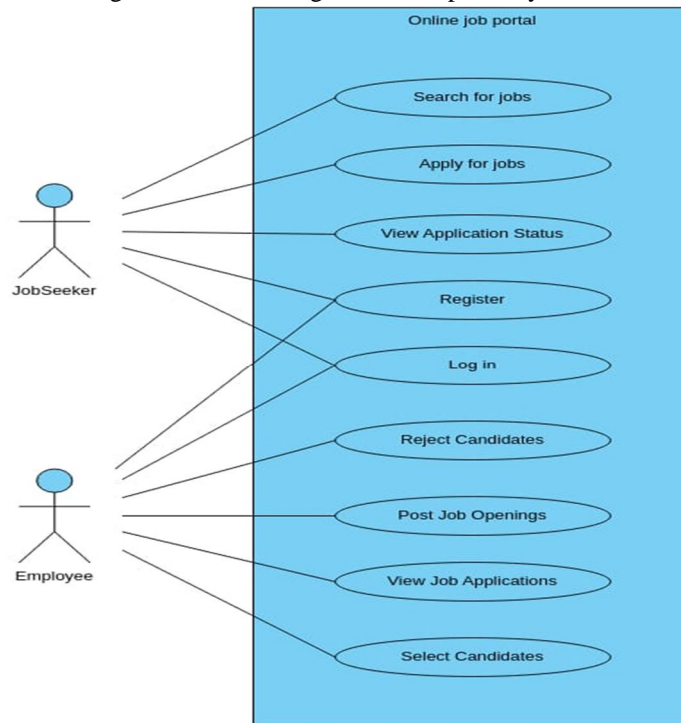 Online job portal
Search for jobs
Apply for jobs
View Application Status
JobSeeker
Register
Log in
Reject Candidates
Post Job Openings
Employee
View Job Applications
Select Candidates